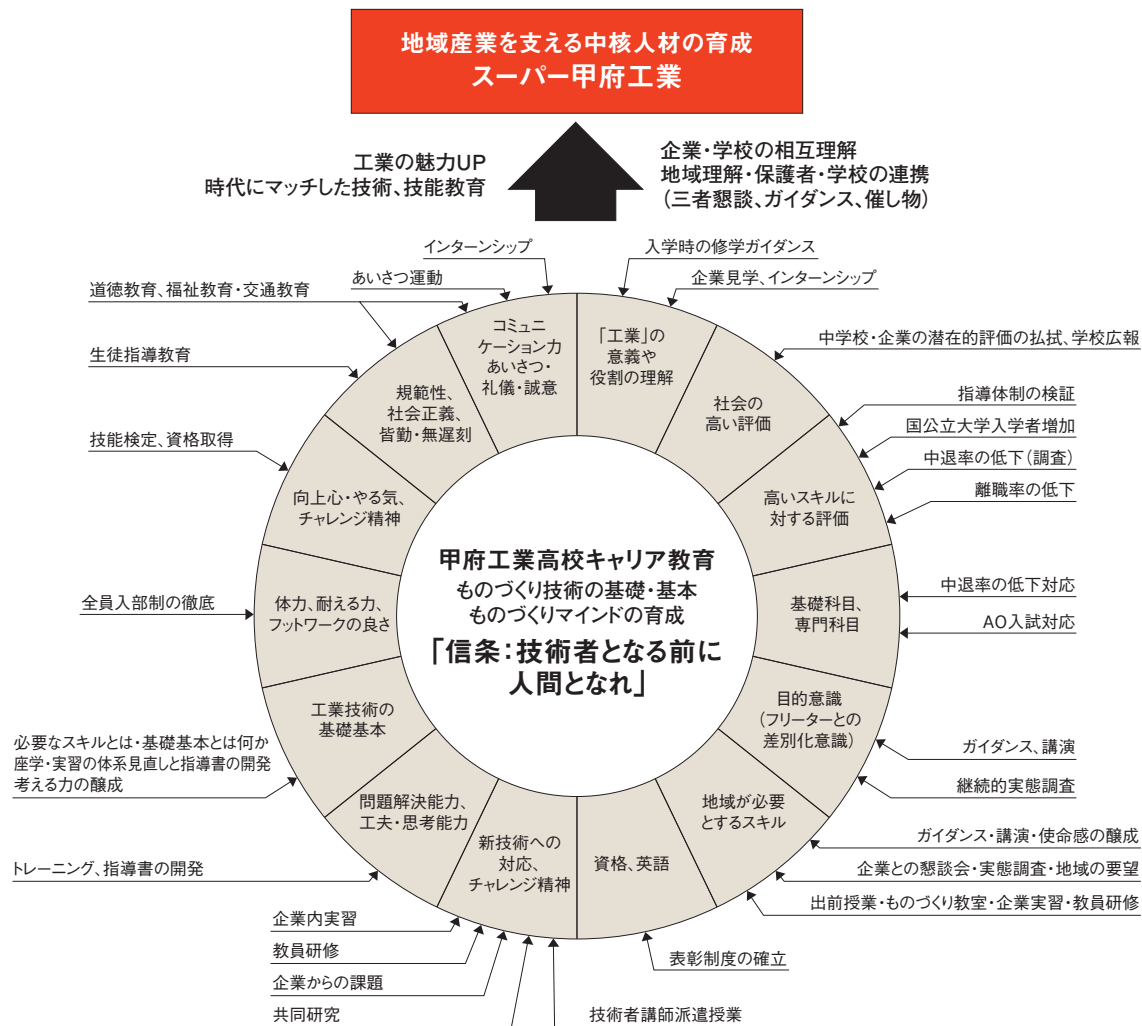 地域産業を支える中核人材の育成
スーパー甲府工業
工業の魅力UP
時代にマッチした技術、技能教育
企業・学校の相互理解
地域理解・保護者・学校の連携
（三者懇談、ガイダンス、催し物）
インターンシップ
入学時の修学ガイダンス
あいさつ運動
企業見学、インターンシップ
道徳教育、福祉教育・交通教育
中学校・企業の潜在的評価の払拭、学校広報
生徒指導教育
指導体制の検証
技能検定、資格取得
国公立大学入学者増加
中退率の低下（調査）
離職率の低下
コミュニ
ケーション力
あいさつ・
礼儀・誠意
「工業」の
意義や
役割の理解
規範性、
社会正義、
皆勤・無遅刻
社会の
高い評価
向上心・やる気、
チャレンジ精神
高いスキルに
対する評価
甲府工業高校キャリア教育
ものづくり技術の基礎・基本
ものづくりマインドの育成
「信条：技術者となる前に
人間となれ」
全員入部制の徹底
体力、耐える力、
フットワークの良さ
基礎科目、
専門科目
中退率の低下対応
AO入試対応
工業技術の
基礎基本
目的意識
（フリーターとの
差別化意識）
必要なスキルとは・基礎基本とは何か
座学・実習の体系見直しと指導書の開発
考える力の醸成
ガイダンス、講演
継続的実態調査
問題解決能力、
工夫・思考能力
地域が必要
とするスキル
新技術への
対応、
チャレンジ精神
資格、英語
ガイダンス・講演・使命感の醸成
企業との懇談会・実態調査・地域の要望
出前授業・ものづくり教室・企業実習・教員研修
トレーニング、指導書の開発
企業内実習
教員研修
企業からの課題
共同研究
表彰制度の確立
技術者講師派遣授業